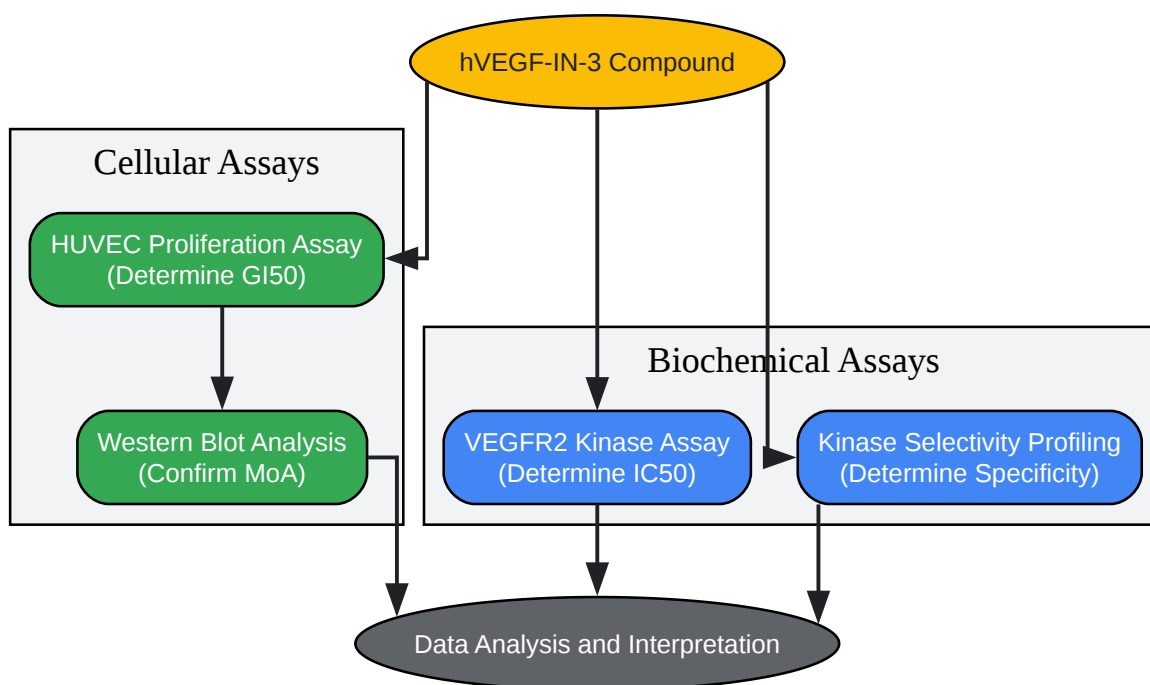 hVEGF-IN-3 Compound
Cellular Assays
HUVEC Proliferation Assay
(Determine GI50)
Western Blot Analysis
(Confirm MoA)
Biochemical Assays
VEGFR2 Kinase Assay
(Determine IC50)
Kinase Selectivity Profiling
(Determine Specificity)
Data Analysis and Interpretation